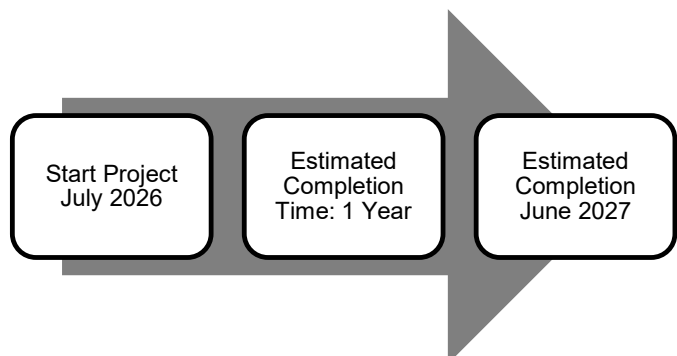 Start Project
July 2026
Estimated
Completion
Time: 1 Year
Estimated
Completion
June 2027